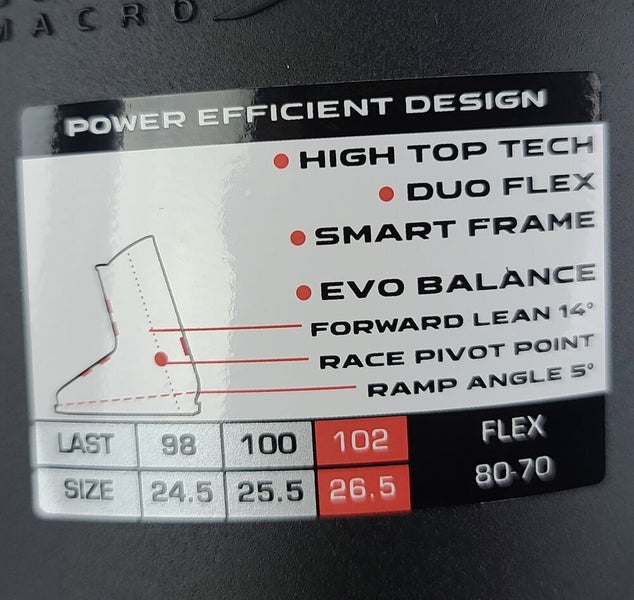 MACRO
POWER EFFICIENT DESIGN
HIGH TOP TECH
DUO FLEX
SMART FRAME
EVO BALANCE
FORWARD LEAN 14°
RACE PIVOT POINT
RAMP ANGLE 5°
LAST 98 100 102
SIZE 24.5 25.5 26.5
FLEX
80-70